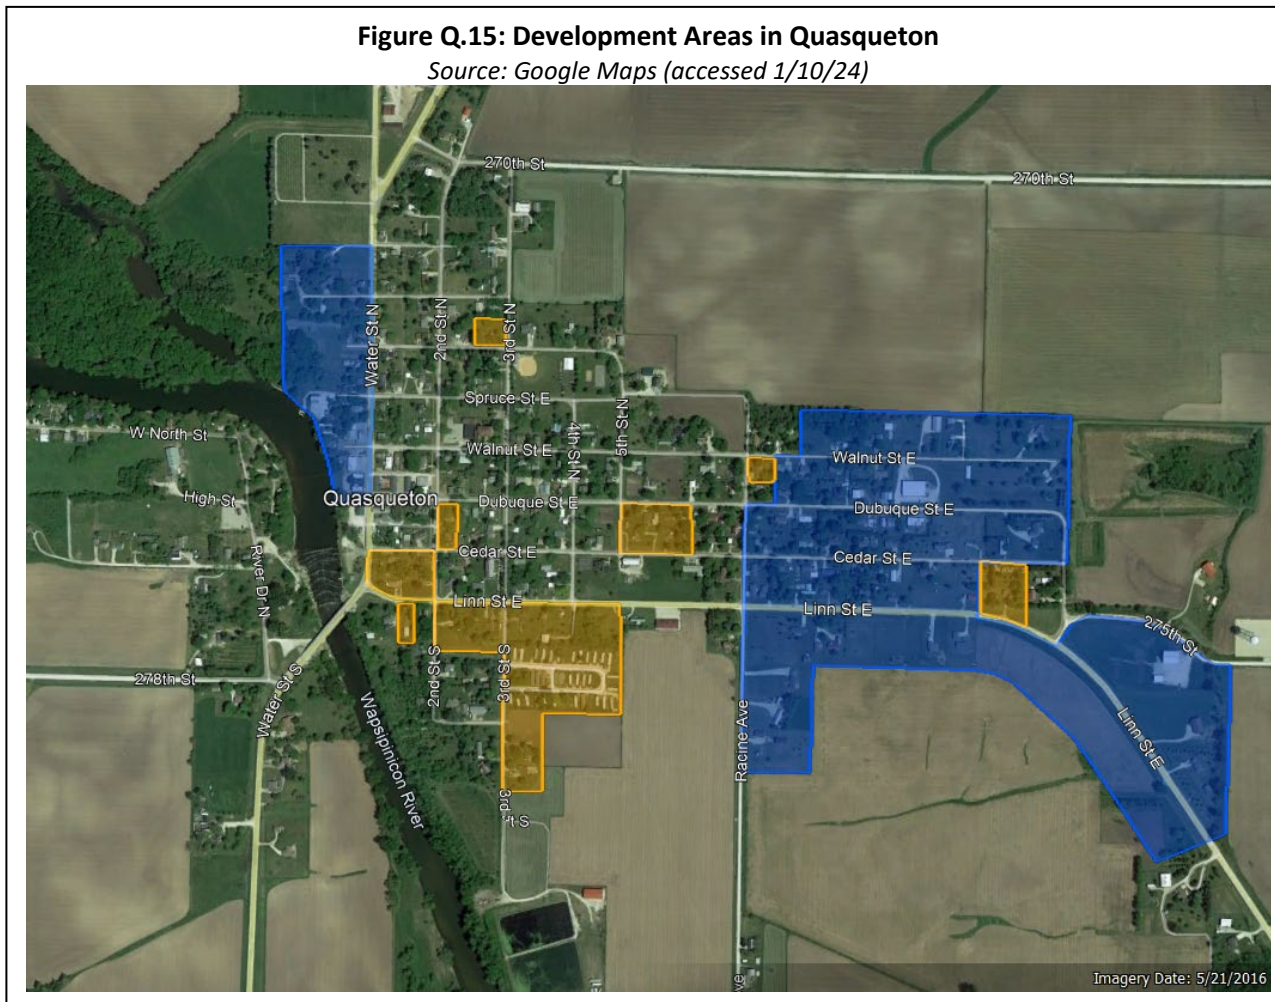 Figure Q.15: Development Areas in Quasqueton
Source: Google Maps (accessed 1/10/24)
270th St
270th St
Water St N
2nd St N
3rd St N
Spruce St E
W North St
4th St N
5th St N
Walnut St E
Walnut St E
High St
Quasqueton
Dubuque St E
Dubuque St E
Cedar St E
Cedar St E
River Dr N
Linn St E
Linn St E
275th St
278th St
Water St S
2nd St S
3rd St S
Wapsipinicon River
Racine Ave
Linn St E
3rd
t S
Imagery Date: 5/21/2016